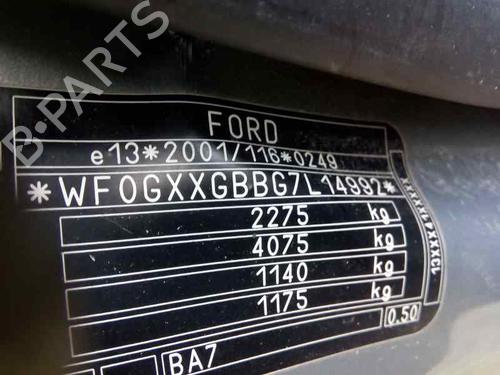 B-PARTS
FORD
e13*2001/116*0249
*WF0GXXGBBG7L14992*
2275 kg
4075 kg
1140 kg
1175 kg
0.50
BA7